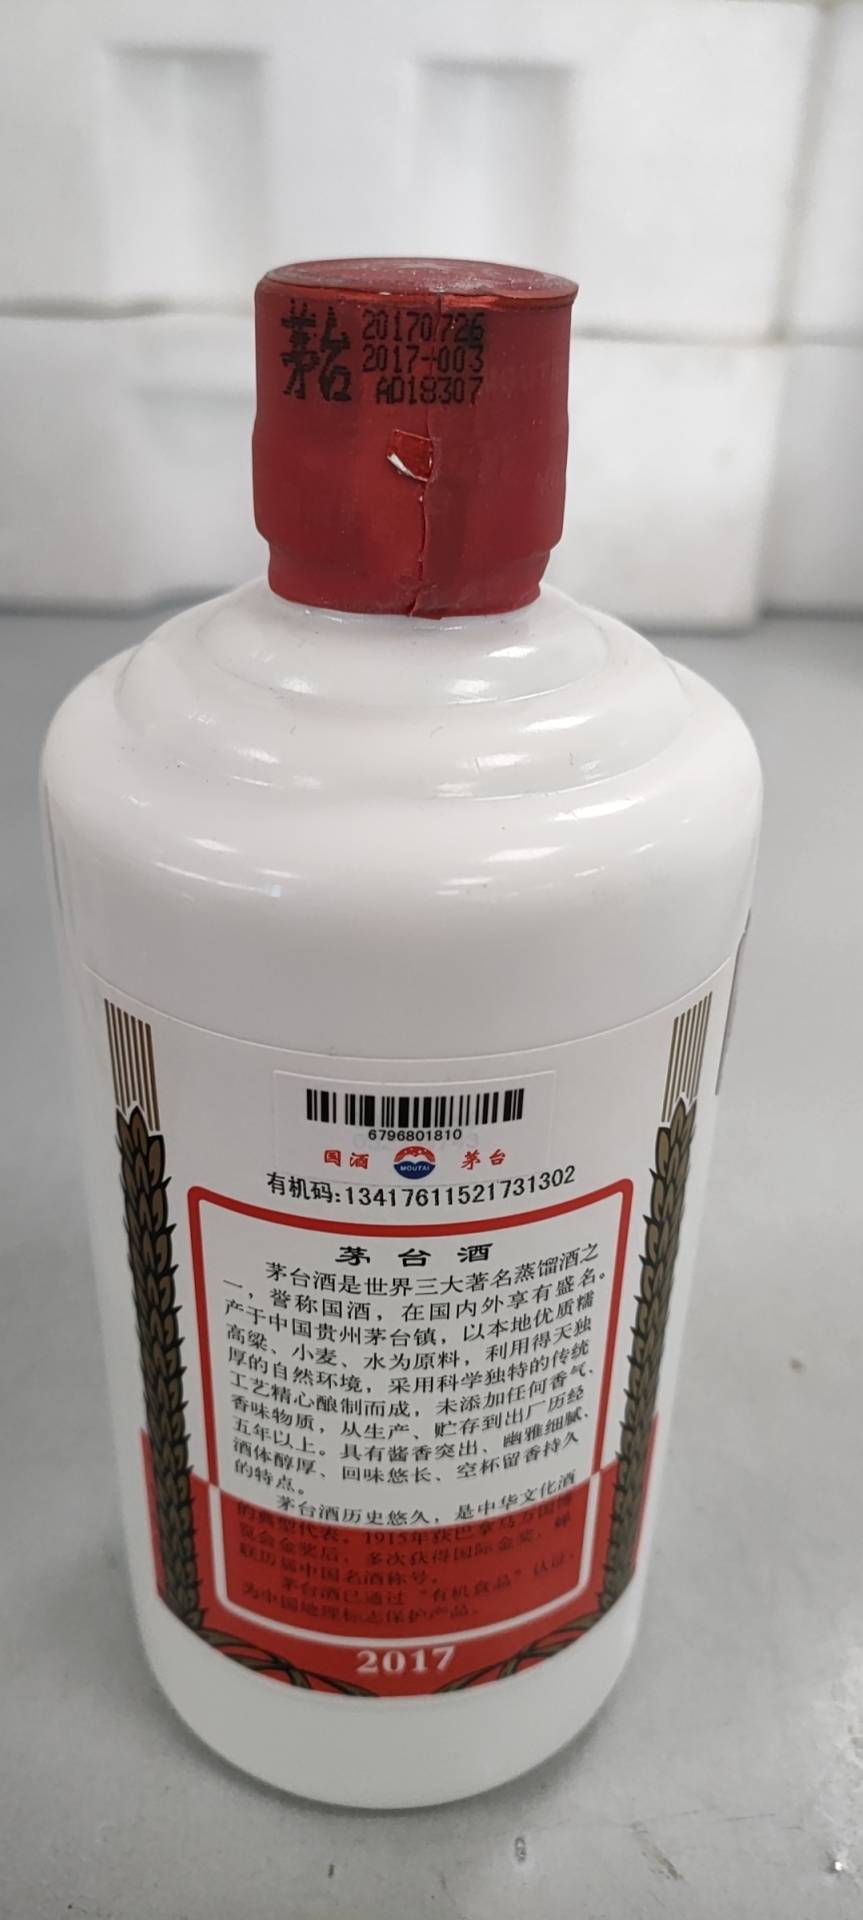 茅台
20170726
2017-003
AD18307
6796801810
国酒 MOUTAI 茅台
有机码:13417611521731302
茅台酒
茅台酒是世界三大著名蒸馏酒之
一，誉称国酒，在国内外享有盛名。
产于中国贵州茅台镇，以本地优质糯
高粱、小麦、水为原料，利用得天独
厚的自然环境，采用科学独特的传统
工艺精心酿制而成，未添加任何香气、
香味物质，从生产、贮存到出厂历经
五年以上。具有酱香突出、幽雅细腻、
酒体醇厚、回味悠长、空杯留香持久
的特点。
茅台酒历史悠久，是中华文化酒
的典型代表。1915年获巴拿马万国博
览会金奖后，多次获得国际金奖，蝉
联历届中国名酒称号。
茅台酒已通过“有机食品”认证，
为中国地理标志保护产品。
2017